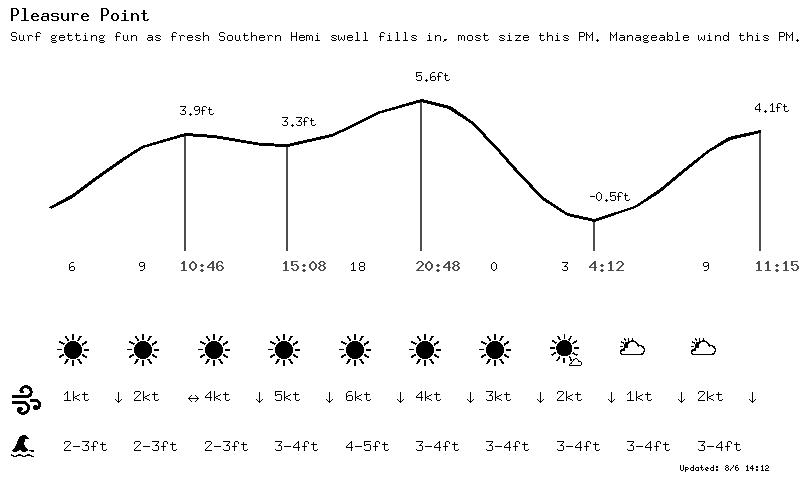 Pleasure Point
Surf getting fun as fresh Southern Hemi swell fills in, most size this PM. Manageable wind this PM.
5.6ft
3.9ft
4.1ft
3.3ft
-0.5ft
6 9 10:46 15:08 18 20:48 0 3 4:12 9 11:15
1kt ↓ 2kt ↔ 4kt ↓ 5kt ↓ 6kt ↓ 4kt ↓ 3kt ↓ 2kt ↓ 1kt ↓ 2kt ↓
2-3ft 2-3ft 2-3ft 3-4ft 4-5ft 3-4ft 3-4ft 3-4ft 3-4ft 3-4ft
Updated: 8/6 14:12